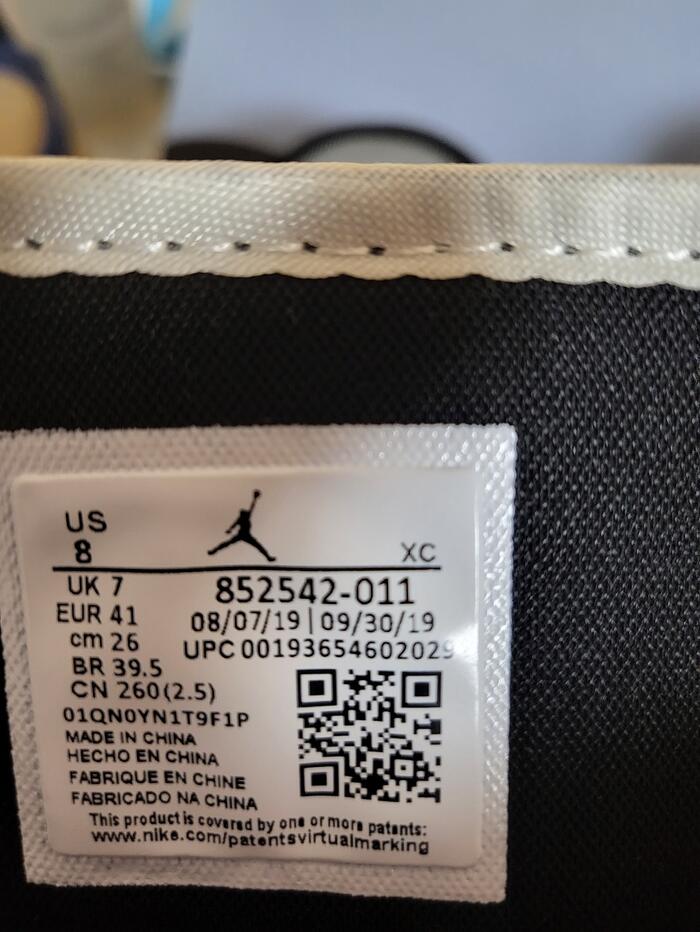 US
8
XC
UK 7
852542-011
EUR 41
08/07/19|09/30/19
cm 26
UPC 00193654602029
BR 39.5
CN 260(2.5)
01QN0YN1T9F1P
MADE IN CHINA
HECHO EN CHINA
FABRIQUE EN CHINE
FABRICADO NA CHINA
This product is covered by one or more patents:
www.nike.com/patentsvirtualmarking